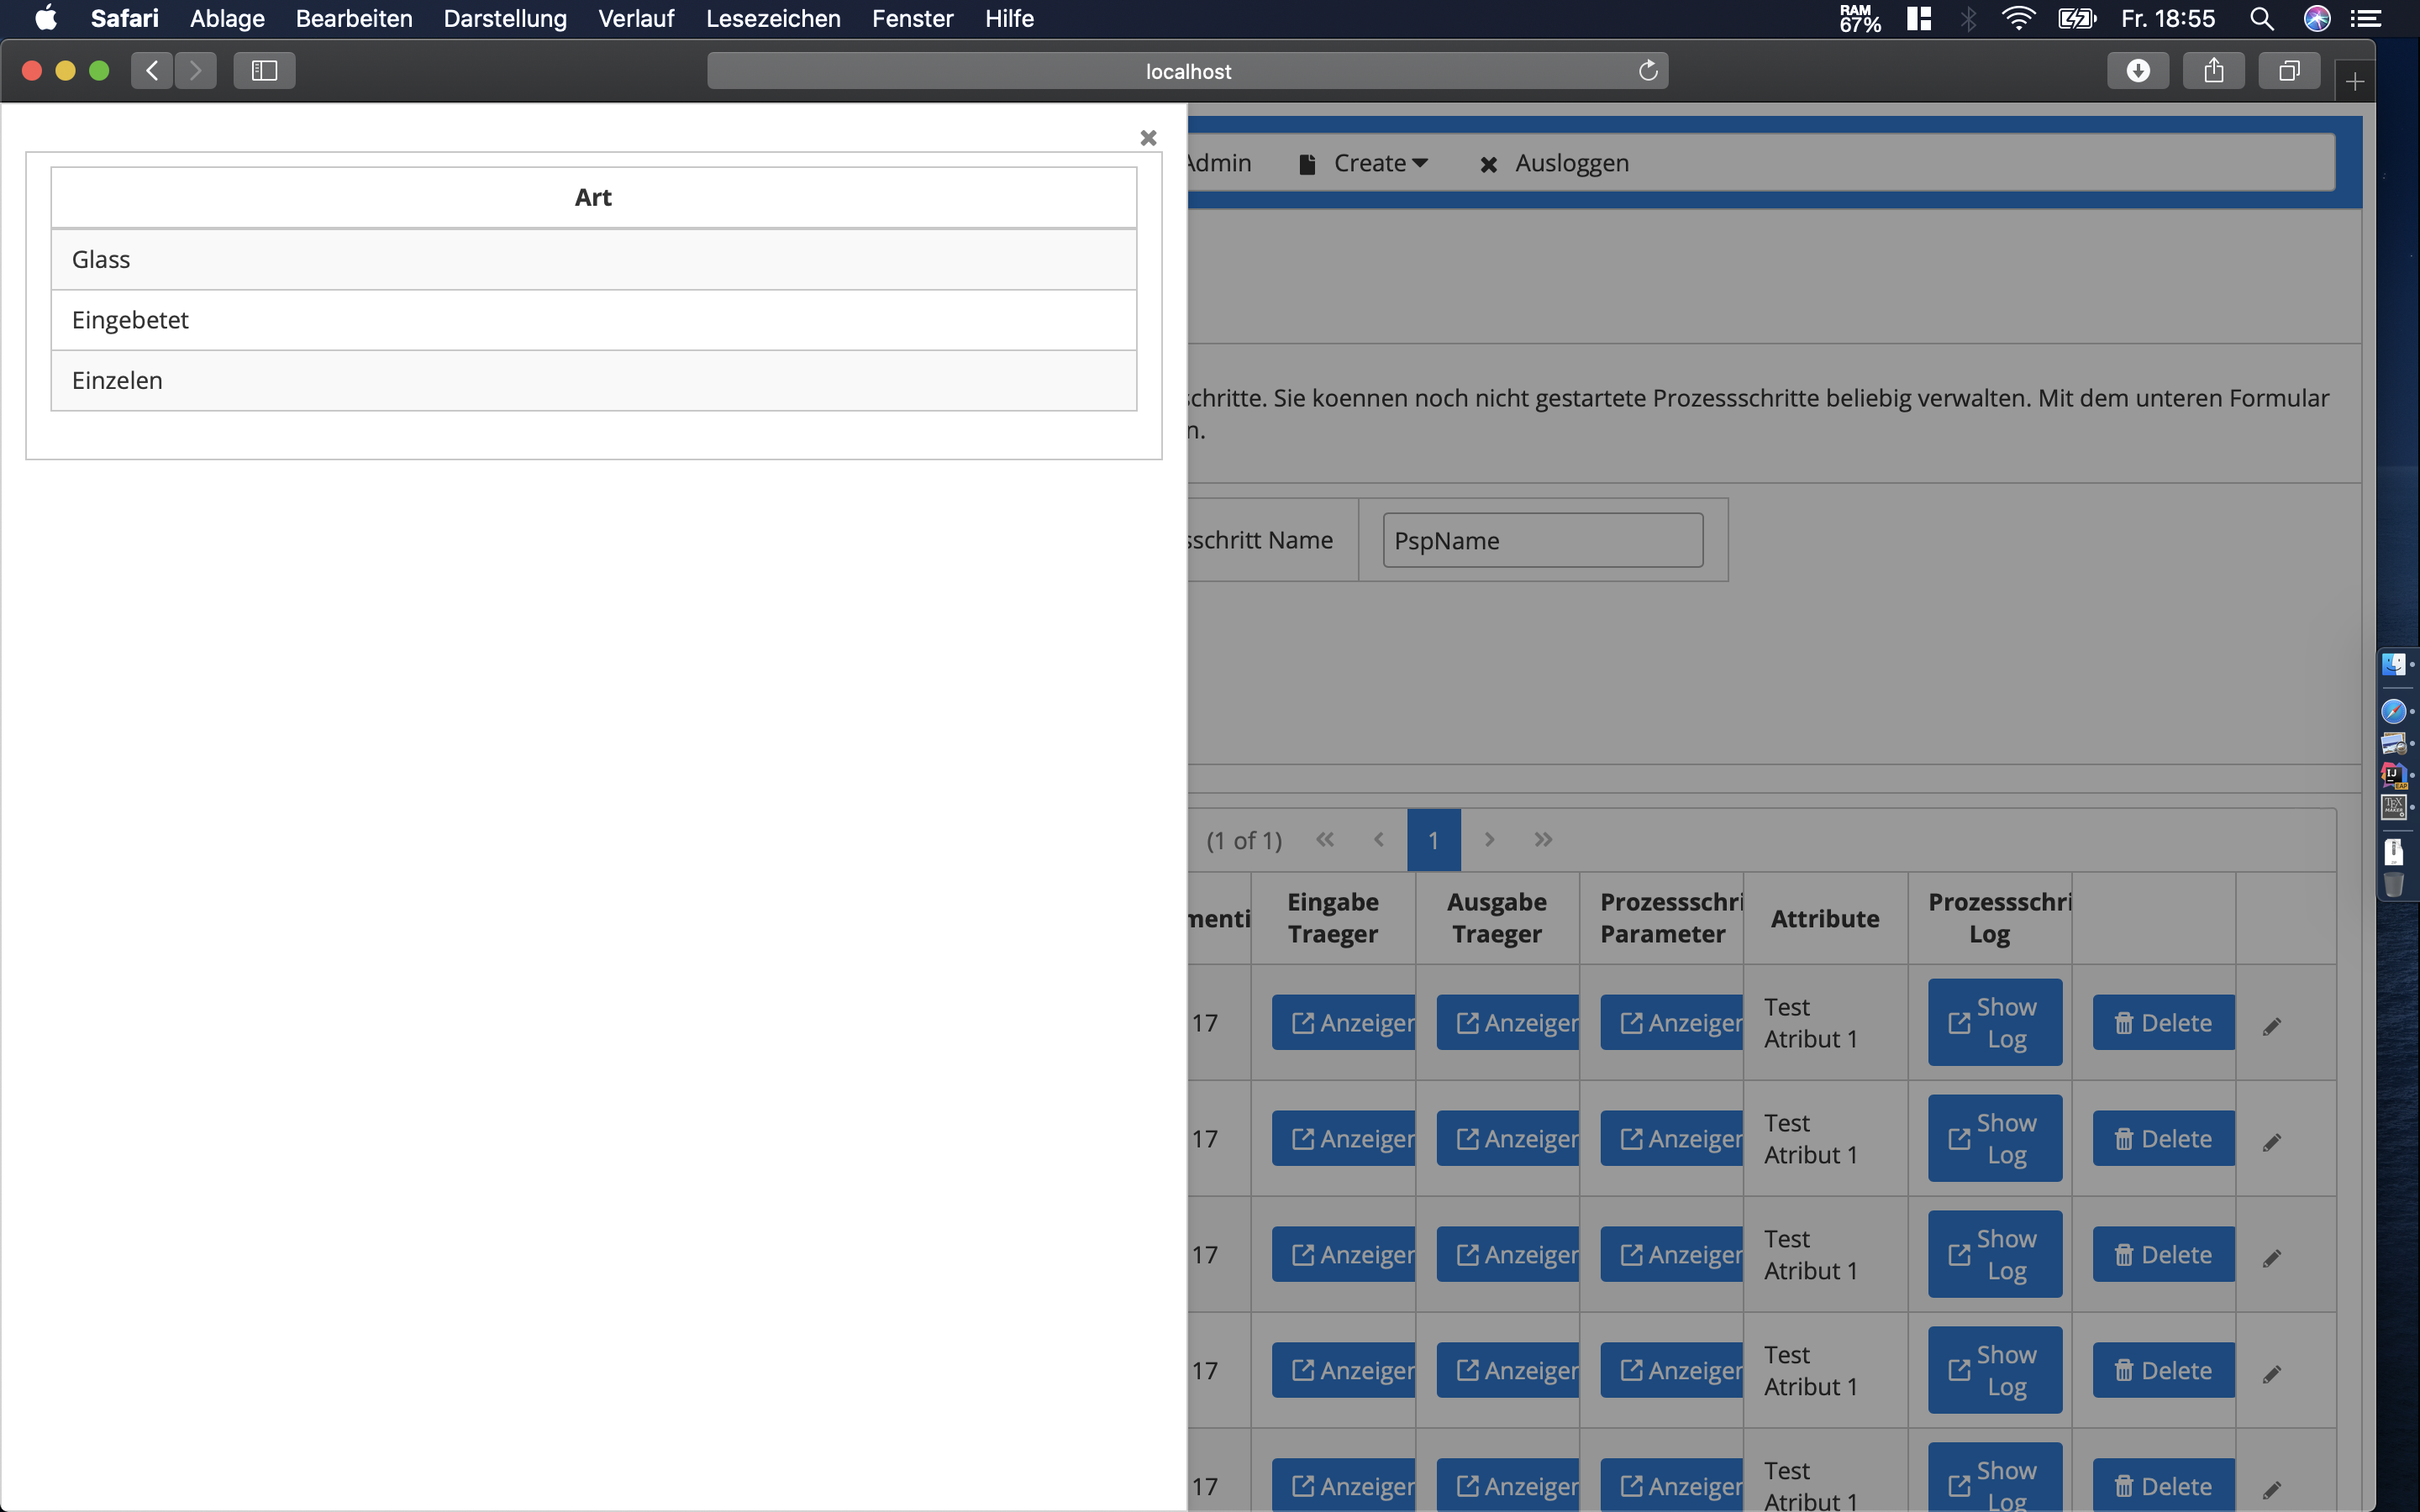 Safari Ablage Bearbeiten Darstellung Verlauf Lesezeichen Fenster Hilfe RAM 67% Fr. 18:55
localhost
Art
Glass
Eingebetet
Einzelen
Admin Create Ausloggen
schritte. Sie koennen noch nicht gestartete Prozessschritte beliebig verwalten. Mit dem unteren Formular
n.
sschritt Name PspName
(1 of 1) « ‹ 1 › »
menti Eingabe Traeger Ausgabe Traeger Prozessschri Parameter Attribute Prozessschri Log
17 Anzeiger Anzeiger Anzeiger Test Atribut 1 Show Log Delete
17 Anzeiger Anzeiger Anzeiger Test Atribut 1 Show Log Delete
17 Anzeiger Anzeiger Anzeiger Test Atribut 1 Show Log Delete
17 Anzeiger Anzeiger Anzeiger Test Atribut 1 Show Log Delete
17 Anzeiger Anzeiger Anzeiger Test Atribut 1 Show Log Delete